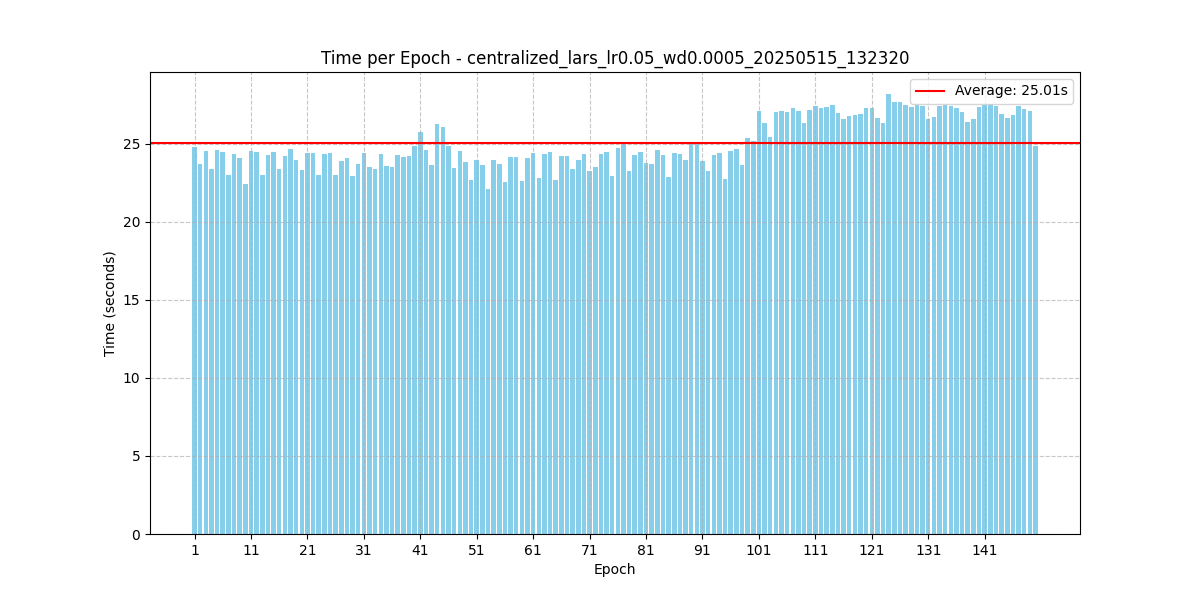 Time per Epoch - centralized_lars_lr0.05_wd0.0005_20250515_132320
Average: 25.01s
25
20
15
10
5
0
Time (seconds)
1 11 21 31 41 51 61 71 81 91 101 111 121 131 141
Epoch